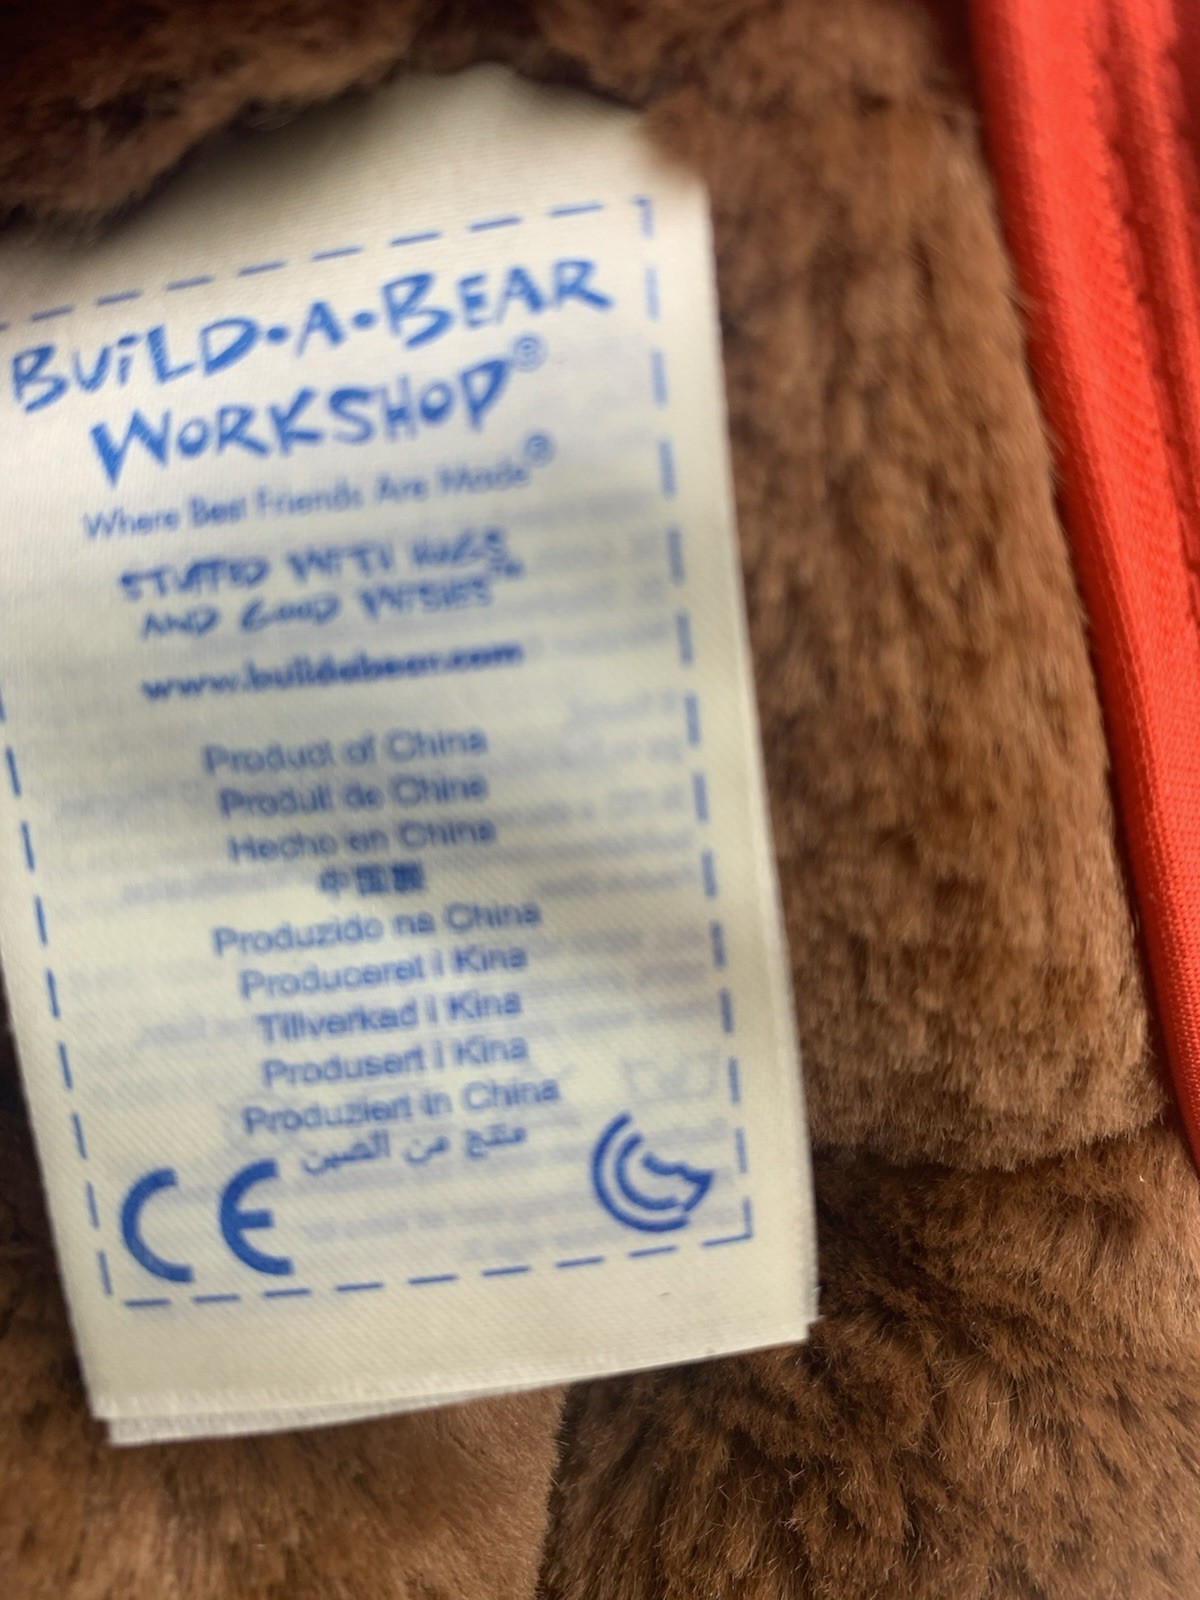 BUiLD•A•BEAR
WORKSHOP®
Where Best Friends Are Made®
STUFFED WITH HUGS
AND GOOD WISHES™
www.buildabear.com
Product of China
Produit de Chine
Hecho en China
中国製
Produzido na China
Produceret i Kina
Tillverkad i Kina
Produsert i Kina
Produziert in China
منتج من الصين
CE